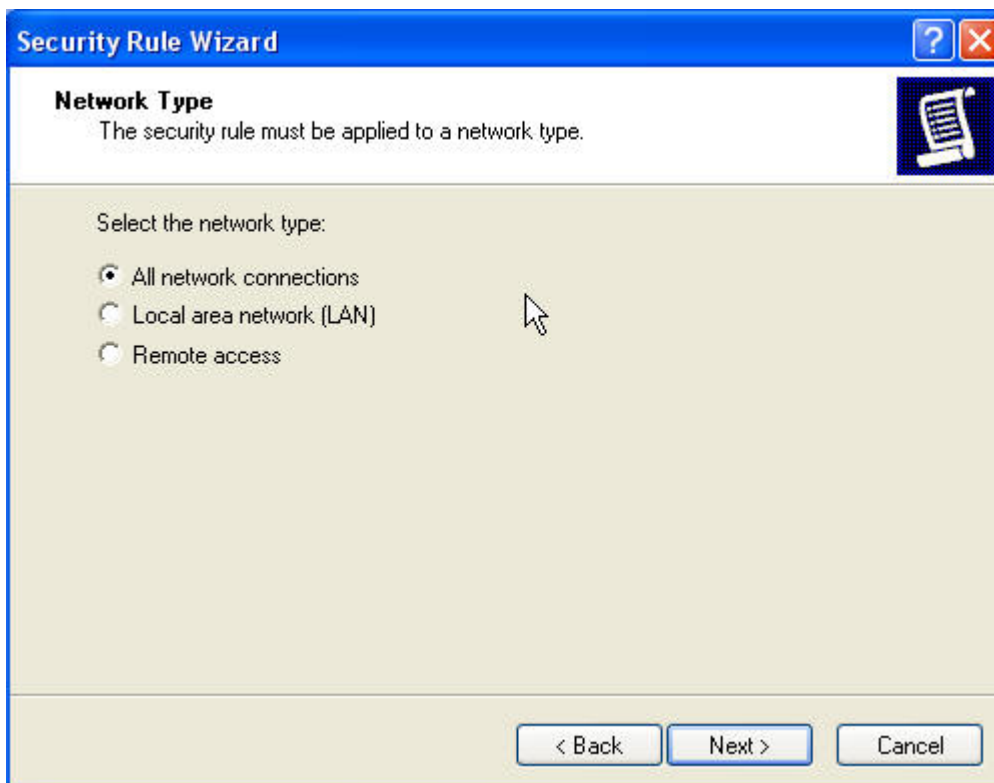 Security Rule Wizard
?
Network Type
The security rule must be applied to a network type.
Select the network type:
All network connections
Local area network (LAN)
Remote access
< Back
Next >
Cancel